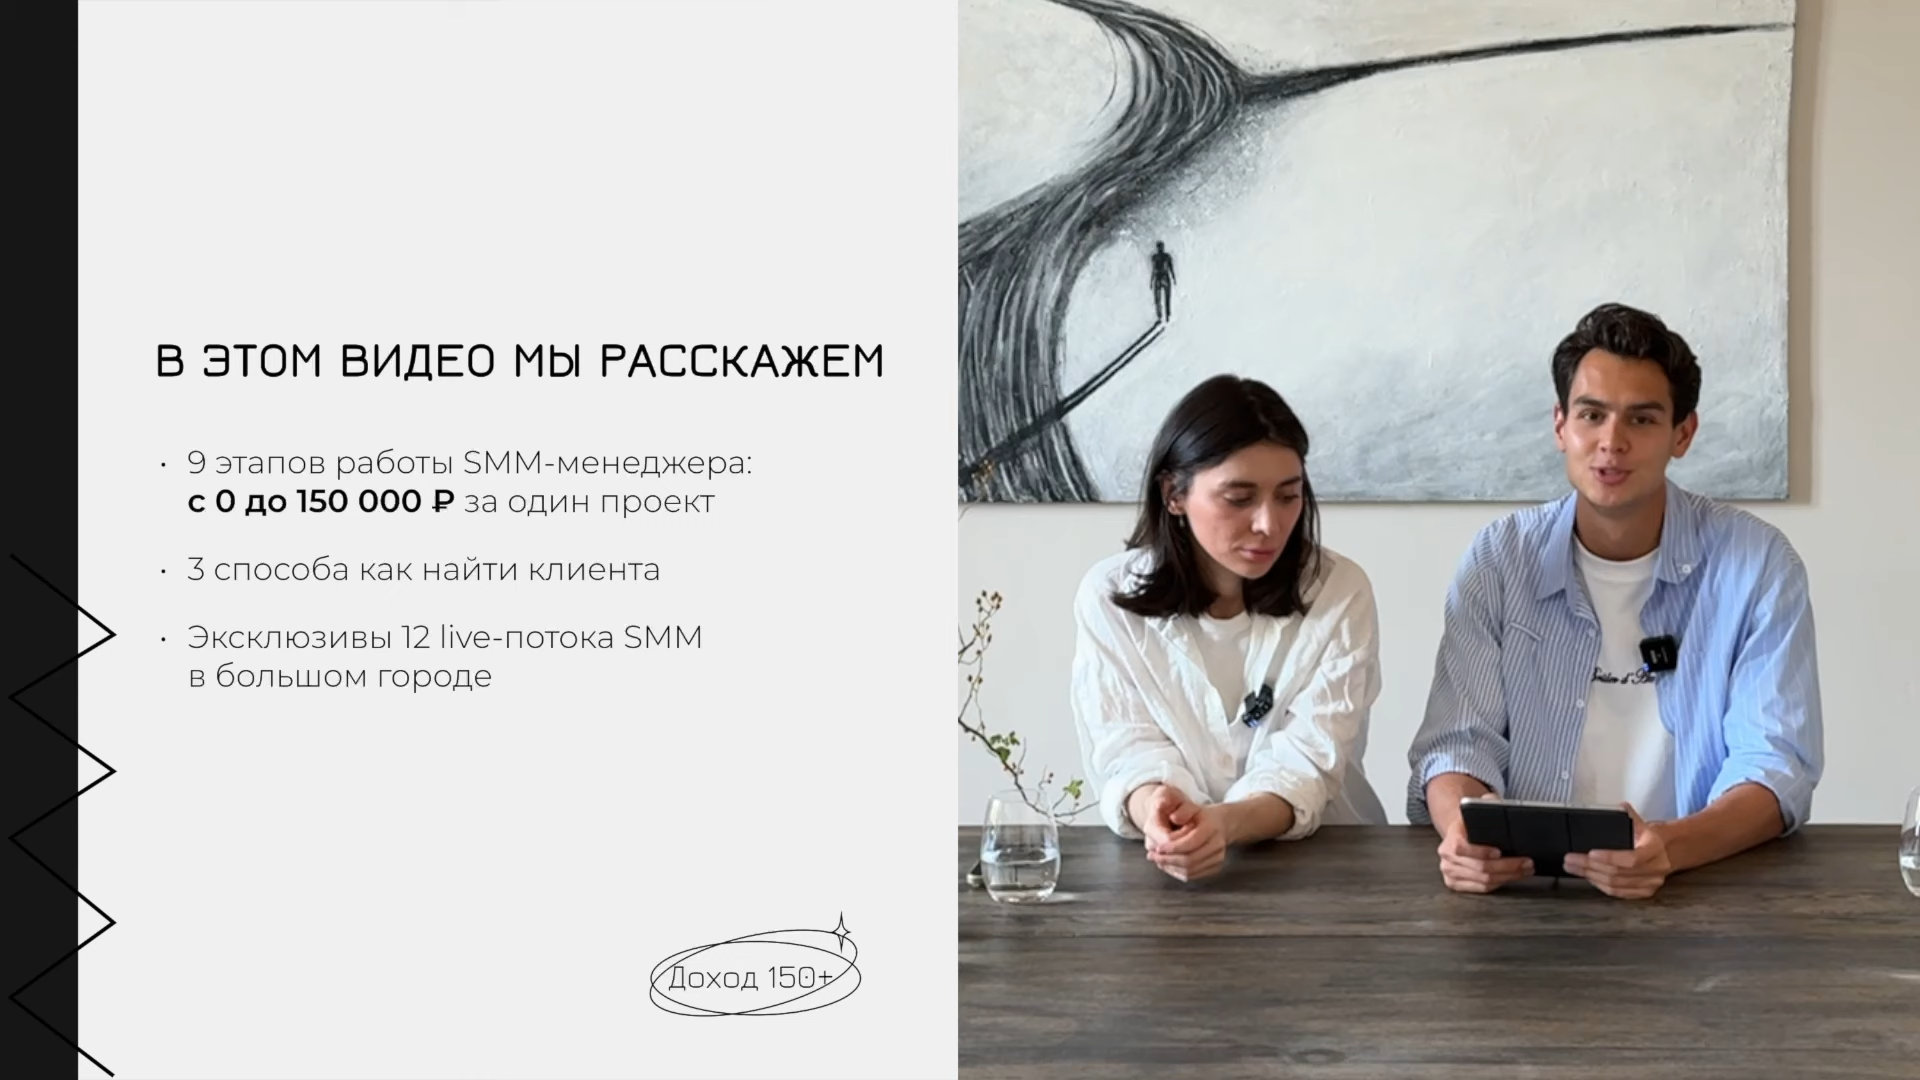 В ЭТОМ ВИДЕО МЫ РАССКАЖЕМ
· 9 этапов работы SMM-менеджера:
с 0 до 150 000 ₽ за один проект
· 3 способа как найти клиента
· Эксклюзивы 12 live-потока SMM
в большом городе
Доход 150+